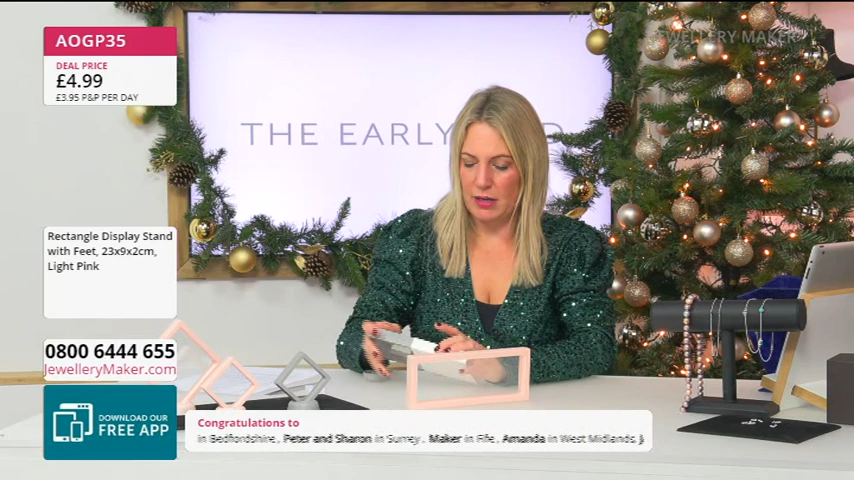 AOGP35
DEAL PRICE
£4.99
£3.95 P&P PER DAY
JEWELLERY MAKER
THE EARLY
Rectangle Display Stand
with Feet, 23x9x2cm,
Light Pink
0800 6444 655
JewelleryMaker.com
DOWNLOAD OUR
FREE APP
Congratulations to
in Bedfordshire, Peter and Sharon in Surrey, Maker in Fife, Amanda in West Midlands,